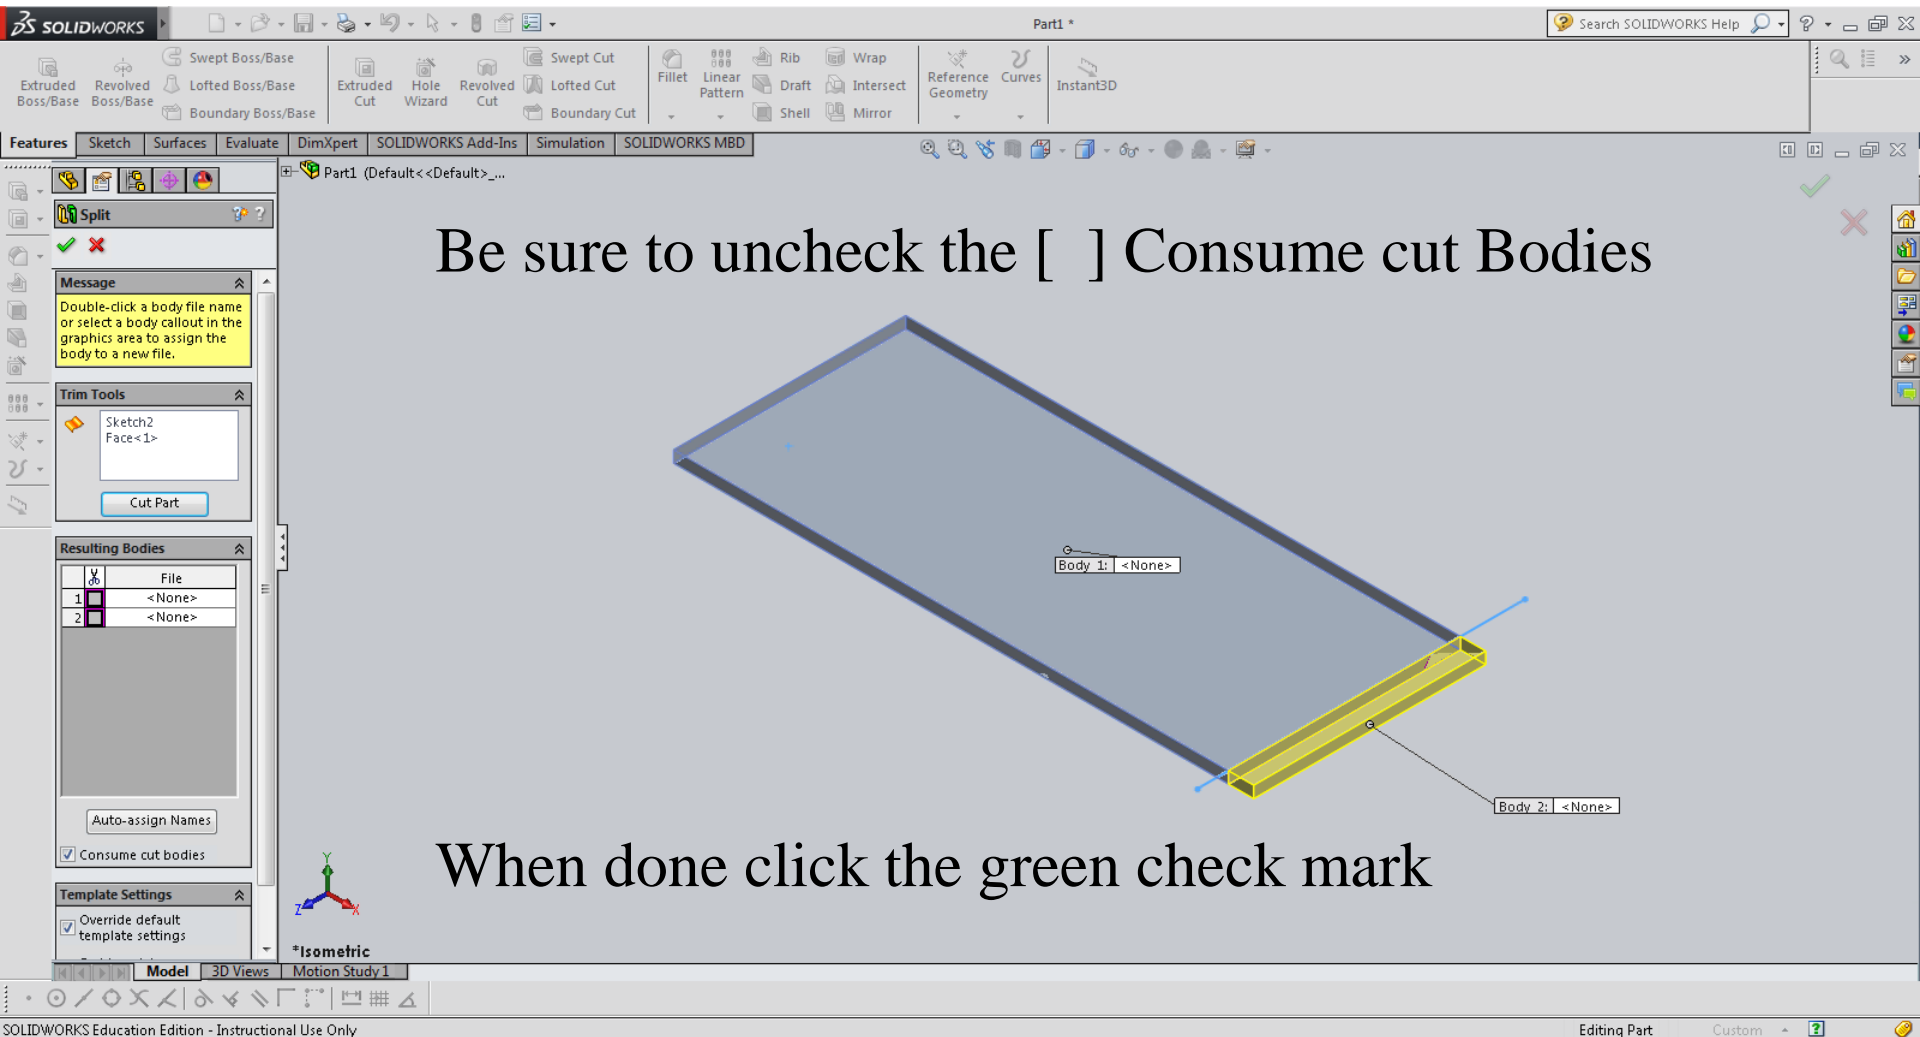 SOLIDWORKS
Part1 *
Search SOLIDWORKS Help
Extruded Boss/Base
Revolved Boss/Base
Swept Boss/Base
Lofted Boss/Base
Boundary Boss/Base
Extruded Cut
Hole Wizard
Revolved Cut
Swept Cut
Lofted Cut
Boundary Cut
Fillet
Linear Pattern
Rib
Draft
Shell
Wrap
Intersect
Mirror
Reference Geometry
Curves
Instant3D
Features Sketch Surfaces Evaluate DimXpert SOLIDWORKS Add-Ins Simulation SOLIDWORKS MBD
Part1 (Default<<Default>_...
Split
Be sure to uncheck the [ ] Consume cut Bodies
Message
Double-click a body file name
or select a body callout in the
graphics area to assign the
body to a new file.
Trim Tools
Sketch2
Face<1>
Cut Part
Resulting Bodies
File
1 <None>
2 <None>
Body 1: <None>
Body 2: <None>
Auto-assign Names
Consume cut bodies
When done click the green check mark
Template Settings
Override default
template settings
Y
Z
X
*Isometric
Model 3D Views Motion Study 1
SOLIDWORKS Education Edition - Instructional Use Only
Editing Part
Custom